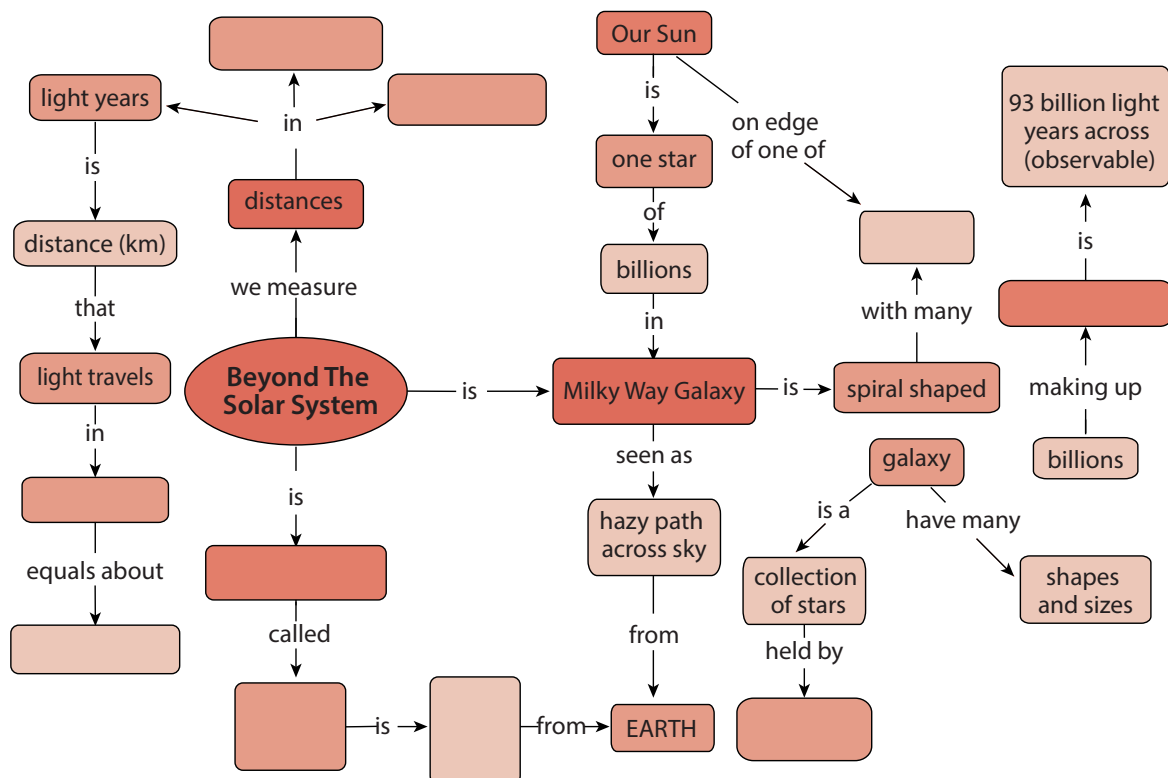 light years
is
distance (km)
that
light travels
in
equals about
in
distances
we measure
Beyond The
Solar System
is
called
is
from
is
Our Sun
is
one star
of
billions
in
Milky Way Galaxy
seen as
hazy path
across sky
from
EARTH
on edge
of one of
with many
is
spiral shaped
galaxy
is a
collection
of stars
held by
have many
shapes
and sizes
93 billion light
years across
(observable)
is
making up
billions